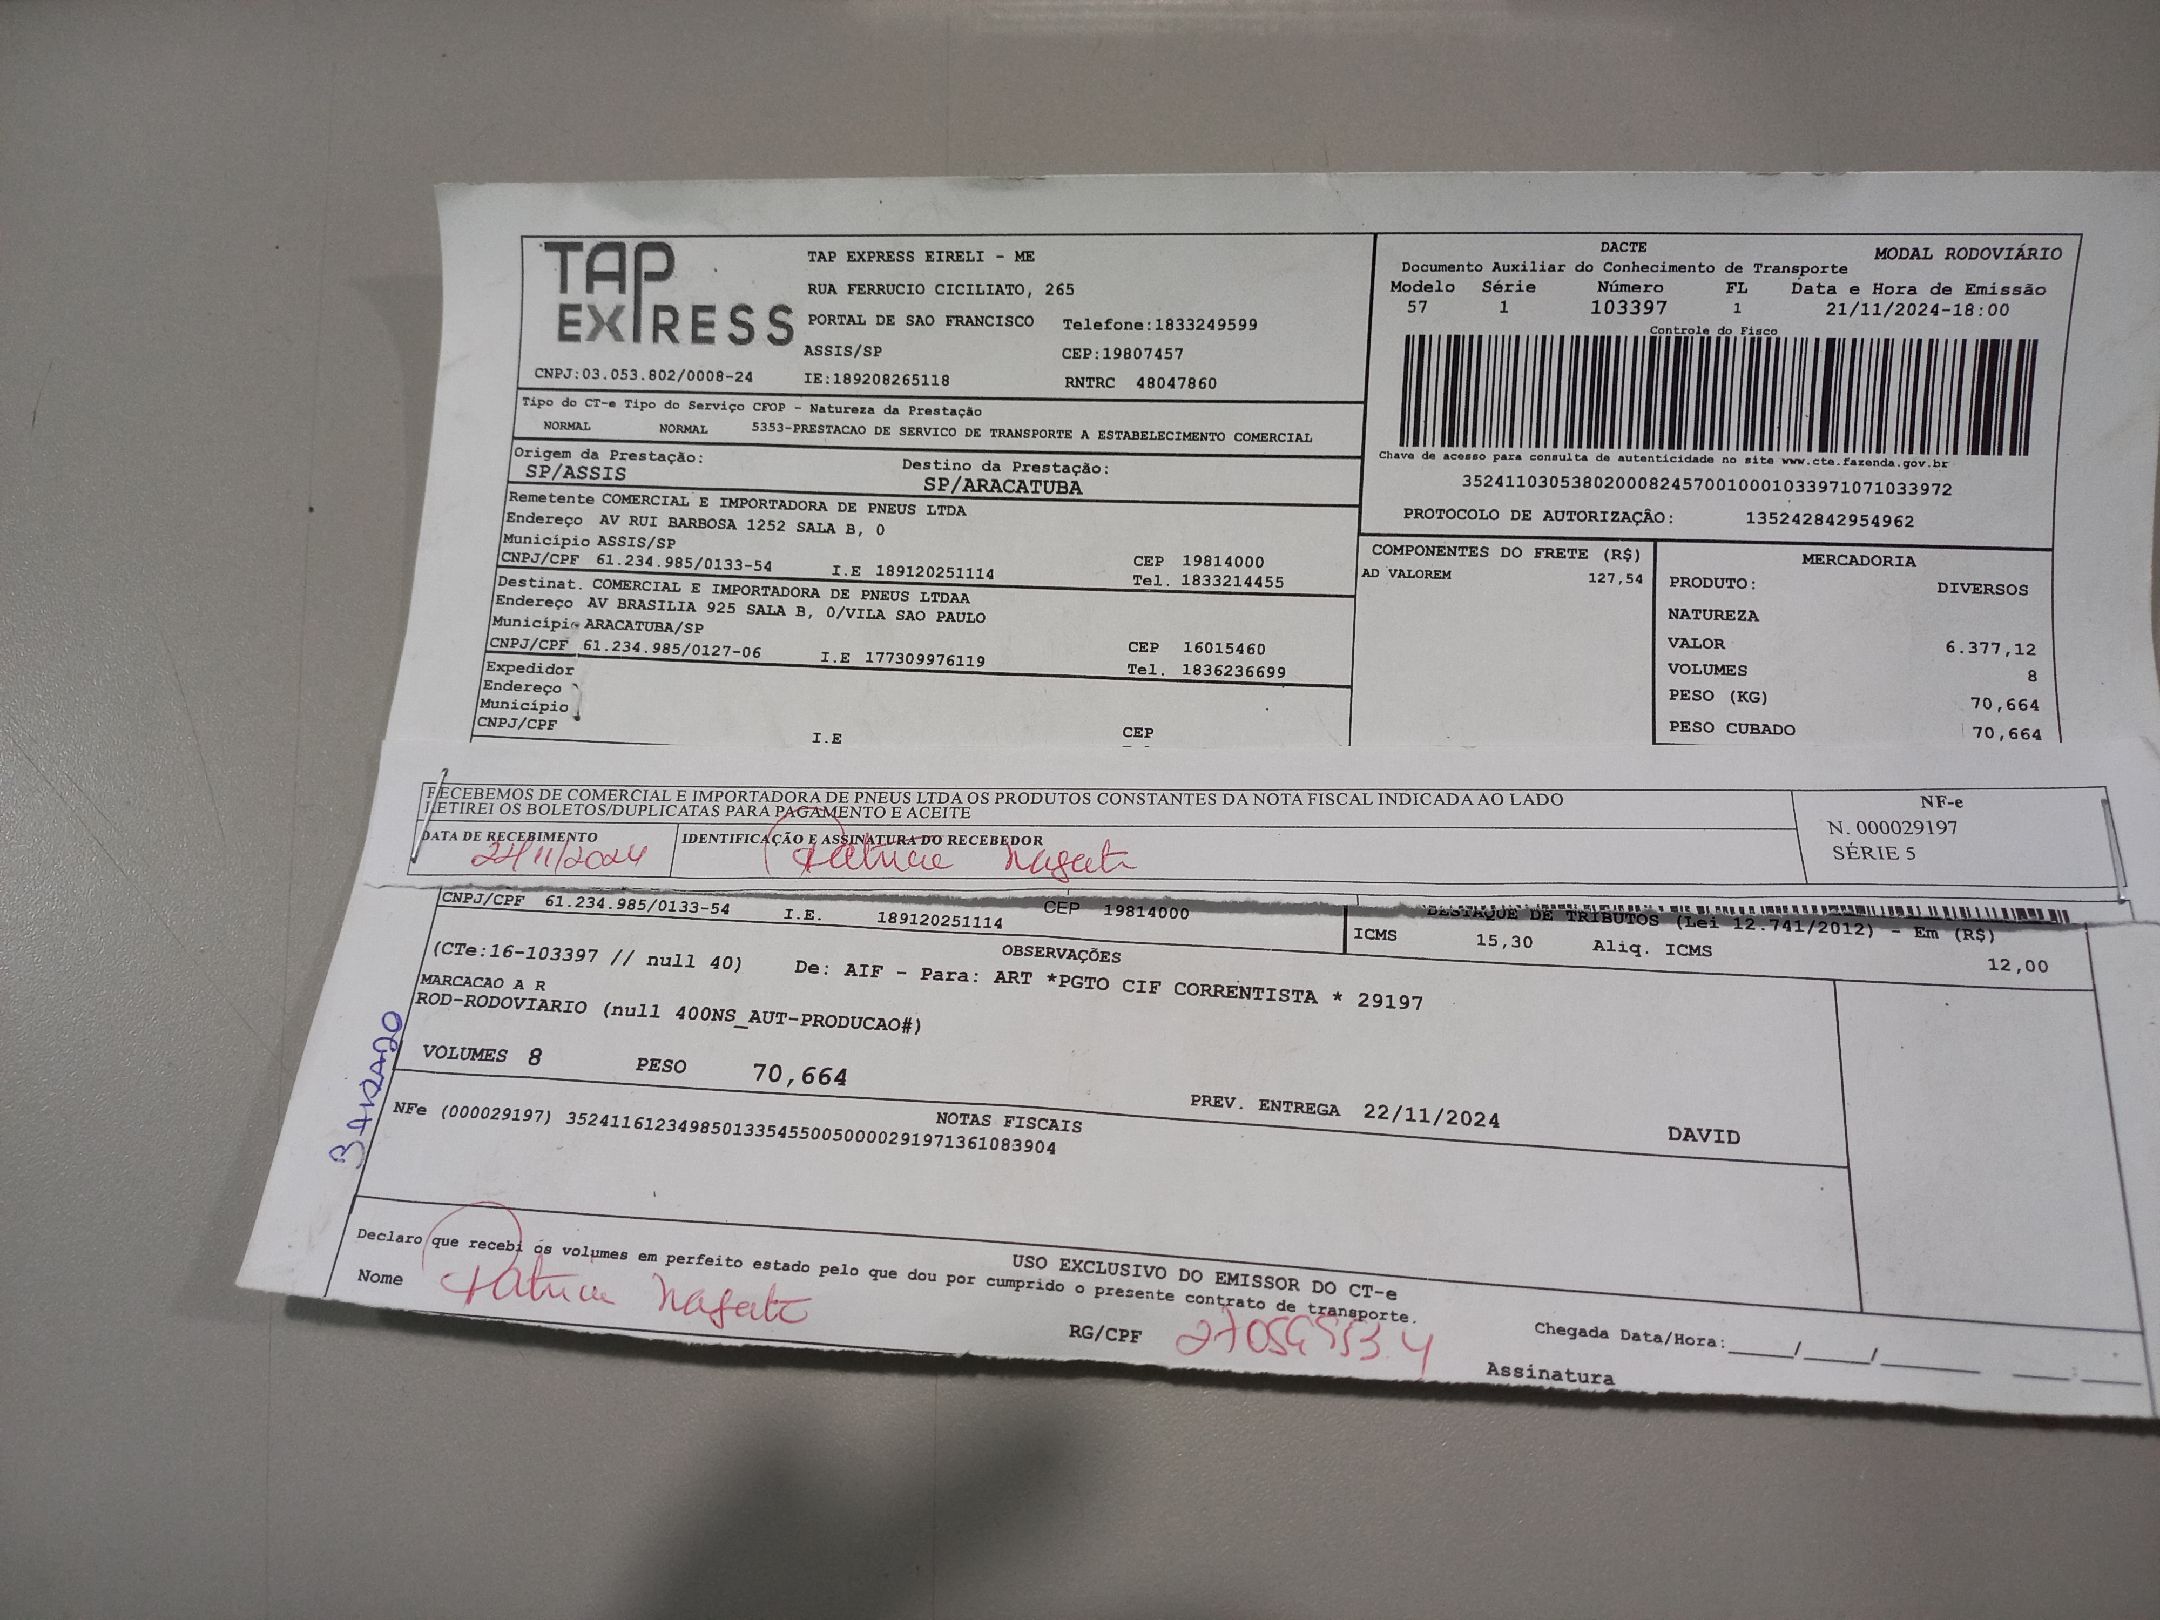 TAP
EXPRESS
CNPJ:03.053.802/0008-24
TAP EXPRESS EIRELI - ME
RUA FERRUCIO CICILIATO, 265
PORTAL DE SAO FRANCISCO Telefone:1833249599
ASSIS/SP CEP:19807457
IE:189208265118 RNTRC 48047860
DACTE MODAL RODOVIÁRIO
Documento Auxiliar do Conhecimento de Transporte
Modelo Série Número FL Data e Hora de Emissão
57 1 103397 1 21/11/2024-18:00
Controle do Fisco
Chave de acesso para consulta de autenticidade no site www.cte.fazenda.gov.br
35241103053802000824570010001033971071033972
PROTOCOLO DE AUTORIZAÇÃO: 135242842954962
Tipo do CT-e Tipo do Serviço CFOP - Natureza da Prestação
NORMAL NORMAL 5353-PRESTACAO DE SERVICO DE TRANSPORTE A ESTABELECIMENTO COMERCIAL
Origem da Prestação: Destino da Prestação:
SP/ASSIS SP/ARACATUBA
Remetente COMERCIAL E IMPORTADORA DE PNEUS LTDA
Endereço AV RUI BARBOSA 1252 SALA B, 0
Município ASSIS/SP CEP 19814000
CNPJ/CPF 61.234.985/0133-54 I.E 189120251114 Tel. 1833214455
Destinat. COMERCIAL E IMPORTADORA DE PNEUS LTDAA
Endereço AV BRASILIA 925 SALA B, 0/VILA SAO PAULO
Município ARACATUBA/SP CEP 16015460
CNPJ/CPF 61.234.985/0127-06 I.E 177309976119 Tel. 1836236699
Expedidor
Endereço
Município
CNPJ/CPF I.E CEP
COMPONENTES DO FRETE (R$)
AD VALOREM 127,54
MERCADORIA
PRODUTO: DIVERSOS
NATUREZA
VALOR 6.377,12
VOLUMES 8
PESO (KG) 70,664
PESO CUBADO 70,664
RECEBEMOS DE COMERCIAL E IMPORTADORA DE PNEUS LTDA OS PRODUTOS CONSTANTES DA NOTA FISCAL INDICADA AO LADO
RETIREI OS BOLETOS/DUPLICATAS PARA PAGAMENTO E ACEITE
DATA DE RECEBIMENTO IDENTIFICAÇÃO E ASSINATURA DO RECEBEDOR
22/11/2024 Patricia
NF-e
N. 000029197
SÉRIE 5
CNPJ/CPF 61.234.985/0133-54 I.E. 189120251114 CEP 19814000
DESTAQUE DE TRIBUTOS (Lei 12.741/2012) - Em (R$)
ICMS 15,30 Aliq. ICMS 12,00
OBSERVAÇÕES
(CTe:16-103397 // null 40) De: AIF - Para: ART *PGTO CIF CORRENTISTA * 29197
MARCACAO A R
ROD-RODOVIARIO (null 400NS_AUT-PRODUCAO#)
VOLUMES 8 PESO 70,664 PREV. ENTREGA 22/11/2024 DAVID
NOTAS FISCAIS
NFe (000029197) 35241161234985013354550050000291971361083904
USO EXCLUSIVO DO EMISSOR DO CT-e
Declaro que recebi os volumes em perfeito estado pelo que dou por cumprido o presente contrato de transporte.
Nome Patricia RG/CPF Chegada Data/Hora:_____/_____/_______ ____:____
Assinatura